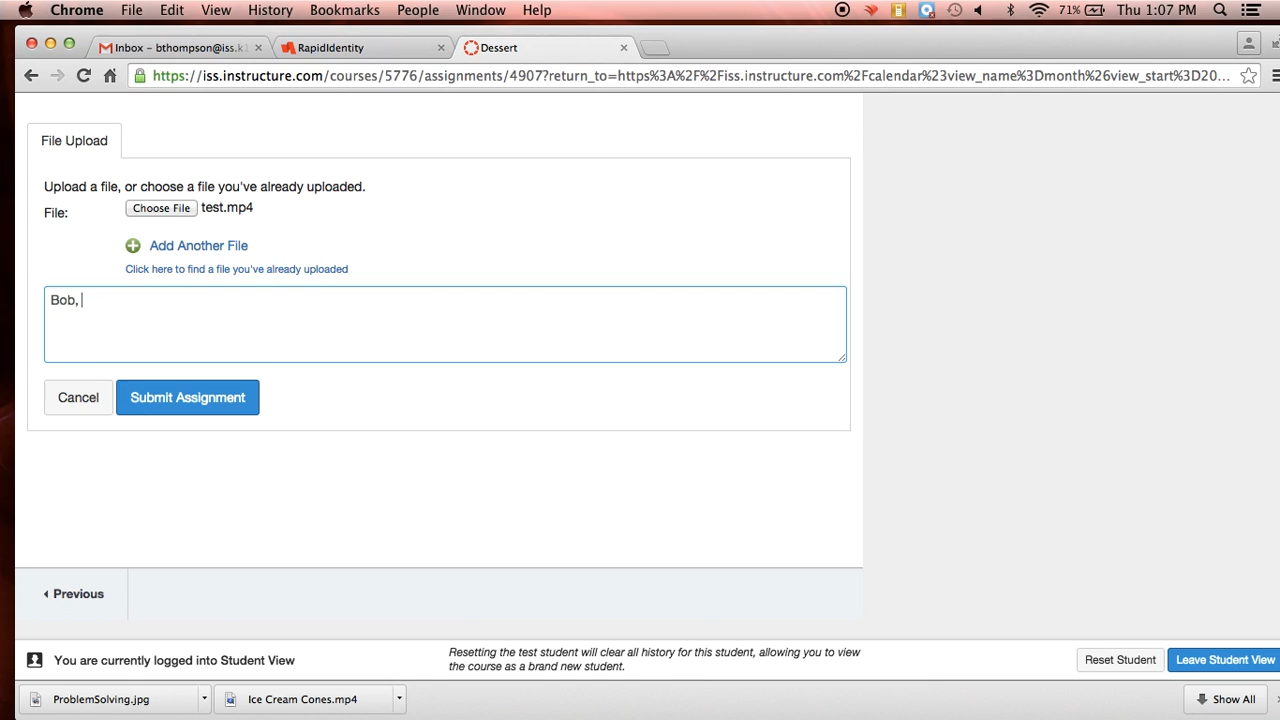 Chrome File Edit View History Bookmarks People Window Help 71% Thu 1:07 PM
Inbox – bthompson@iss.k1 RapidIdentity Dessert
https://iss.instructure.com/courses/5776/assignments/4907?return_to=https%3A%2F%2Fiss.instructure.com%2Fcalendar%23view_name%3Dmonth%26view_start%3D20...
File Upload
Upload a file, or choose a file you've already uploaded.
File: Choose File test.mp4
Add Another File
Click here to find a file you've already uploaded
Bob,
Cancel Submit Assignment
Previous
You are currently logged into Student View
Resetting the test student will clear all history for this student, allowing you to view
the course as a brand new student.
Reset Student Leave Student View
ProblemSolving.jpg Ice Cream Cones.mp4 Show All